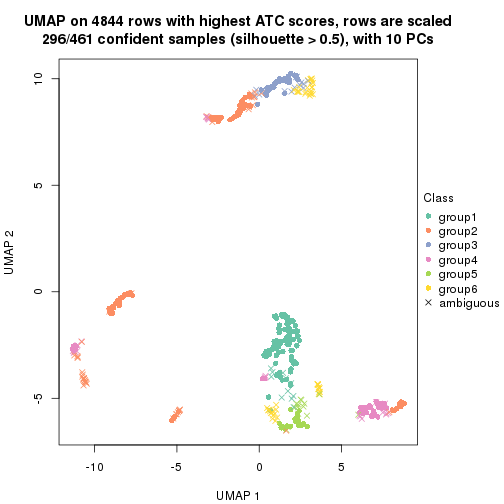 UMAP on 4844 rows with highest ATC scores, rows are scaled
296/461 confident samples (silhouette > 0.5), with 10 PCs
10
5
0
-5
UMAP 2
-10
-5
0
5
UMAP 1
Class
group1
group2
group3
group4
group5
group6
ambiguous